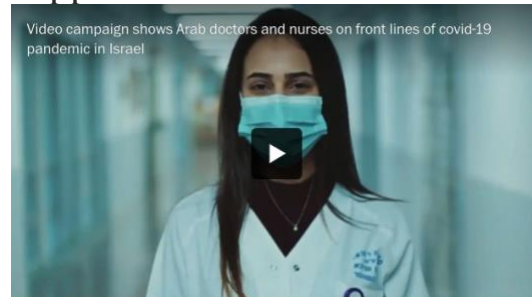 Video campaign shows Arab doctors and nurses on front lines of covid-19
pandemic in Israel